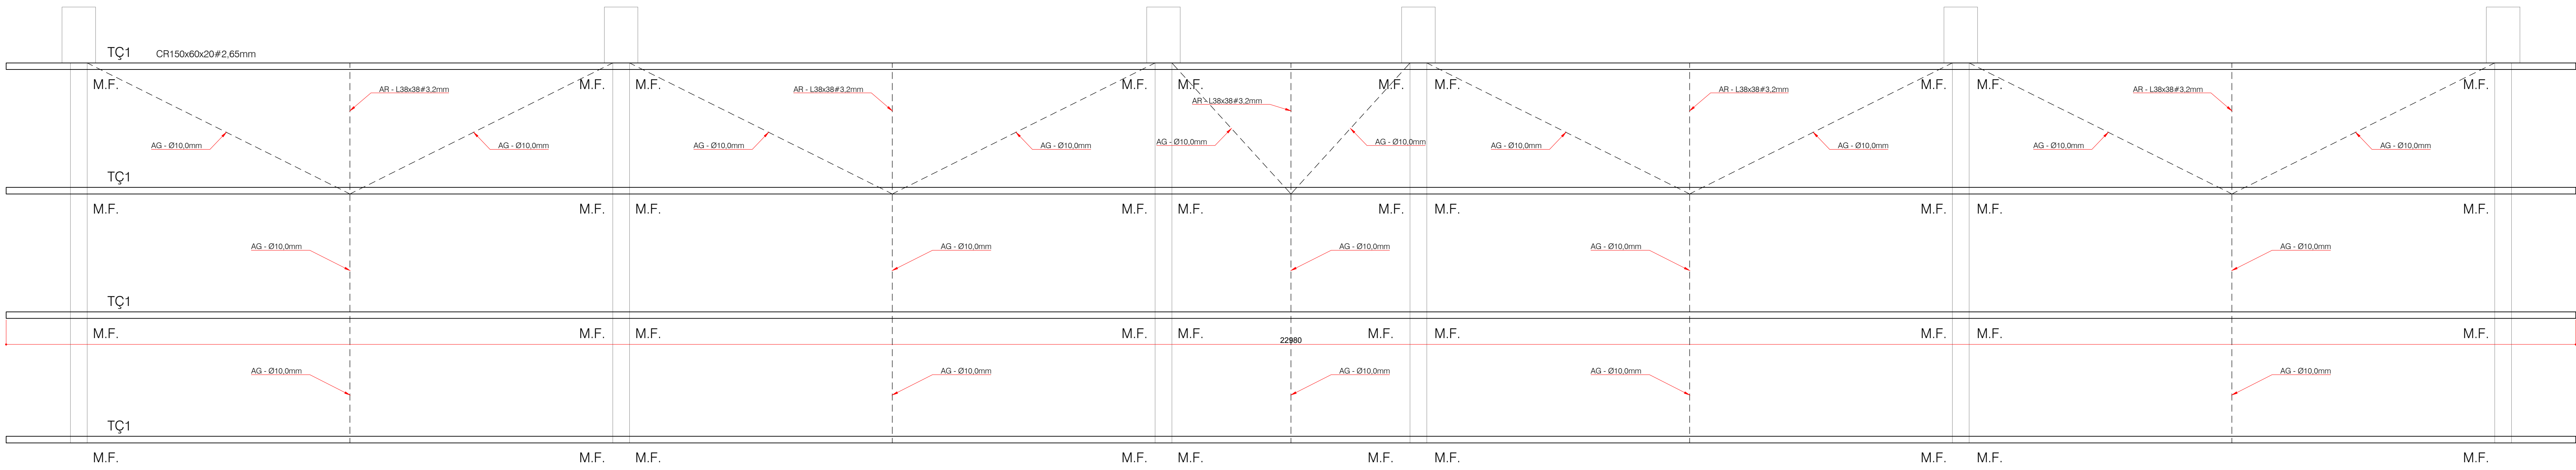 TÇ1 CR150x60x20#2,65mm
M.F. M.F. M.F. M.F. M.F. M.F. M.F. M.F. M.F. M.F.
AR - L38x38#3,2mm AR - L38x38#3,2mm AR - L38x38#3,2mm AR - L38x38#3,2mm AR - L38x38#3,2mm
AG - Ø10,0mm AG - Ø10,0mm AG - Ø10,0mm AG - Ø10,0mm AG - Ø10,0mm AG - Ø10,0mm AG - Ø10,0mm AG - Ø10,0mm AG - Ø10,0mm AG - Ø10,0mm
TÇ1
M.F. M.F. M.F. M.F. M.F. M.F. M.F. M.F. M.F. M.F.
AG - Ø10,0mm AG - Ø10,0mm AG - Ø10,0mm AG - Ø10,0mm AG - Ø10,0mm
TÇ1
M.F. M.F. M.F. M.F. M.F. M.F. M.F. M.F. M.F. M.F.
22980
AG - Ø10,0mm AG - Ø10,0mm AG - Ø10,0mm AG - Ø10,0mm AG - Ø10,0mm
TÇ1
M.F. M.F. M.F. M.F. M.F. M.F. M.F. M.F. M.F. M.F.